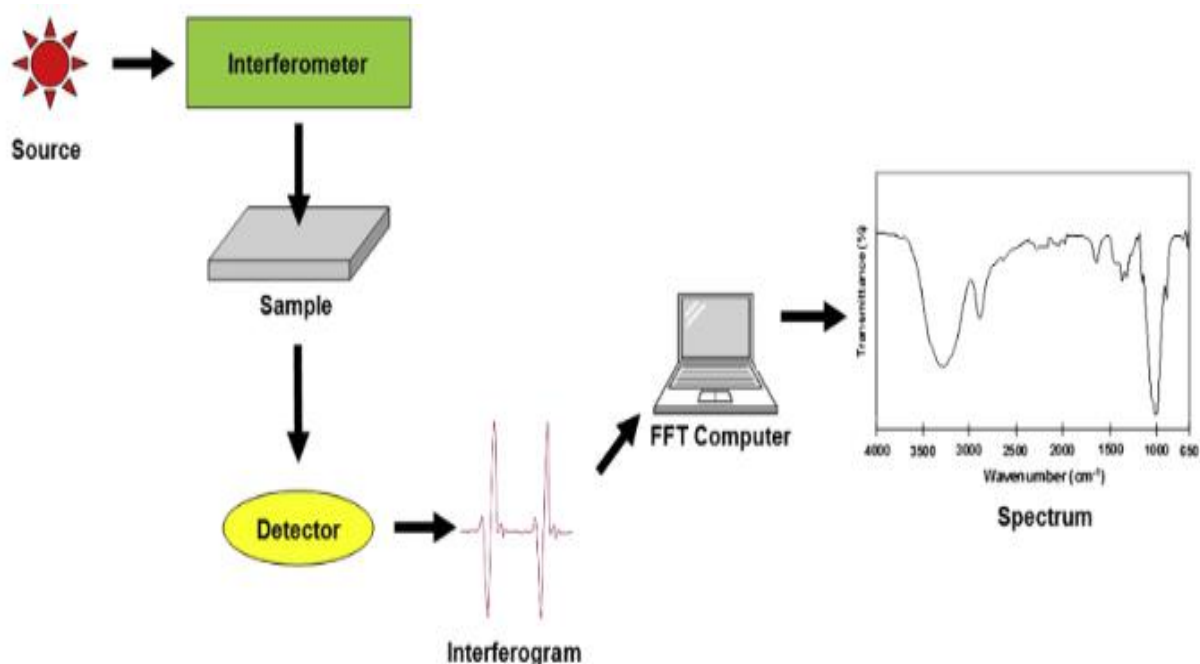 Source
Interferometer
Sample
Detector
Interferogram
FFT Computer
Transmittance (%)
4000 3500 3000 2500 2000 1500 1000 650
Wavenumber (cm⁻¹)
Spectrum